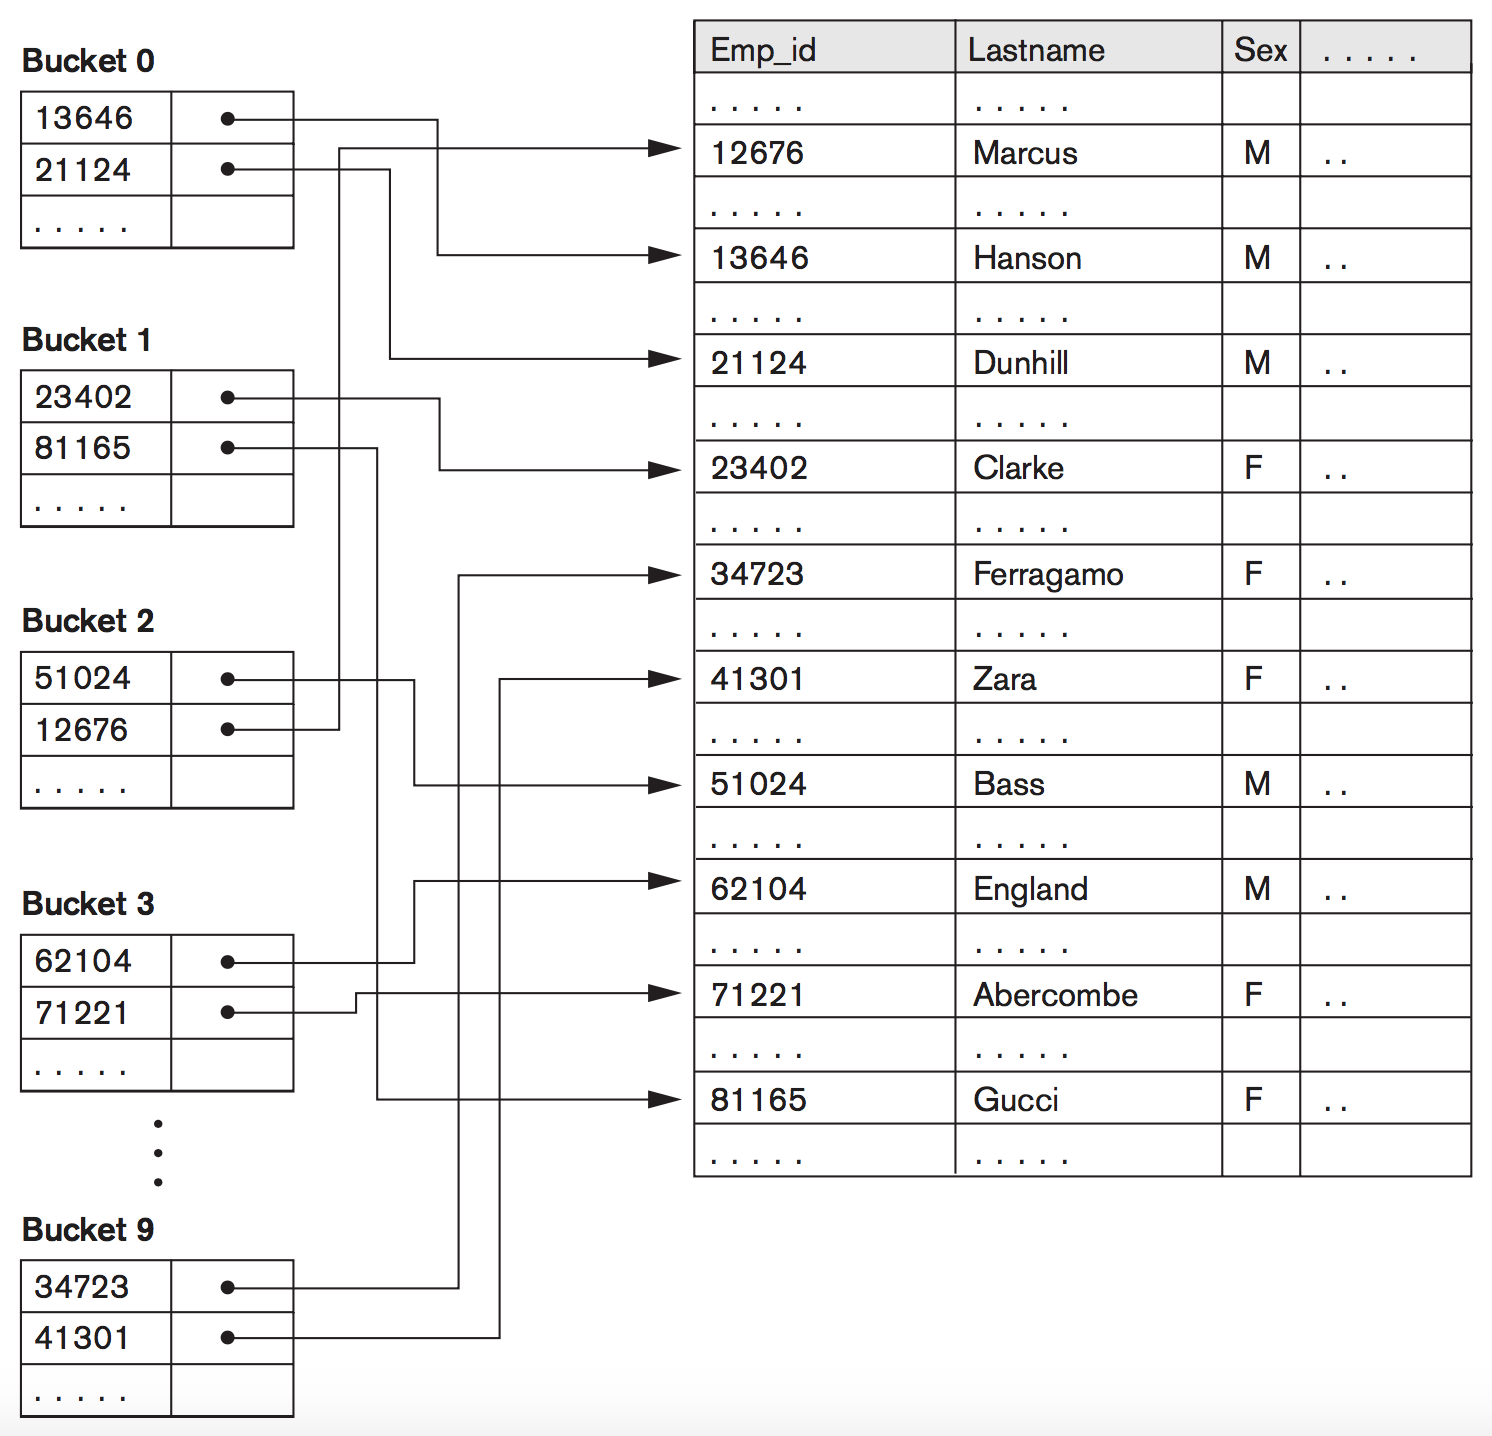 Bucket 0
13646
21124
. . . . .
Bucket 1
23402
81165
. . . . .
Bucket 2
51024
12676
. . . . .
Bucket 3
62104
71221
. . . . .
Bucket 9
34723
41301
. . . . .
Emp_id Lastname Sex . . . . .
. . . . . . . . . .
12676 Marcus M . .
. . . . . . . . . .
13646 Hanson M . .
. . . . . . . . . .
21124 Dunhill M . .
. . . . . . . . . .
23402 Clarke F . .
. . . . . . . . . .
34723 Ferragamo F . .
. . . . . . . . . .
41301 Zara F . .
. . . . . . . . . .
51024 Bass M . .
. . . . . . . . . .
62104 England M . .
. . . . . . . . . .
71221 Abercombe F . .
. . . . . . . . . .
81165 Gucci F . .
. . . . . . . . . .